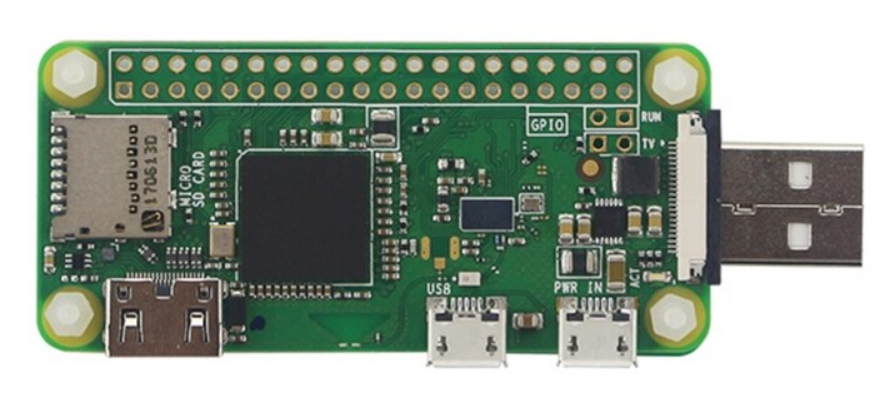 RUN
GPIO
TV
170613D
MICRO
SD CARD
USB
PWR IN
ACT